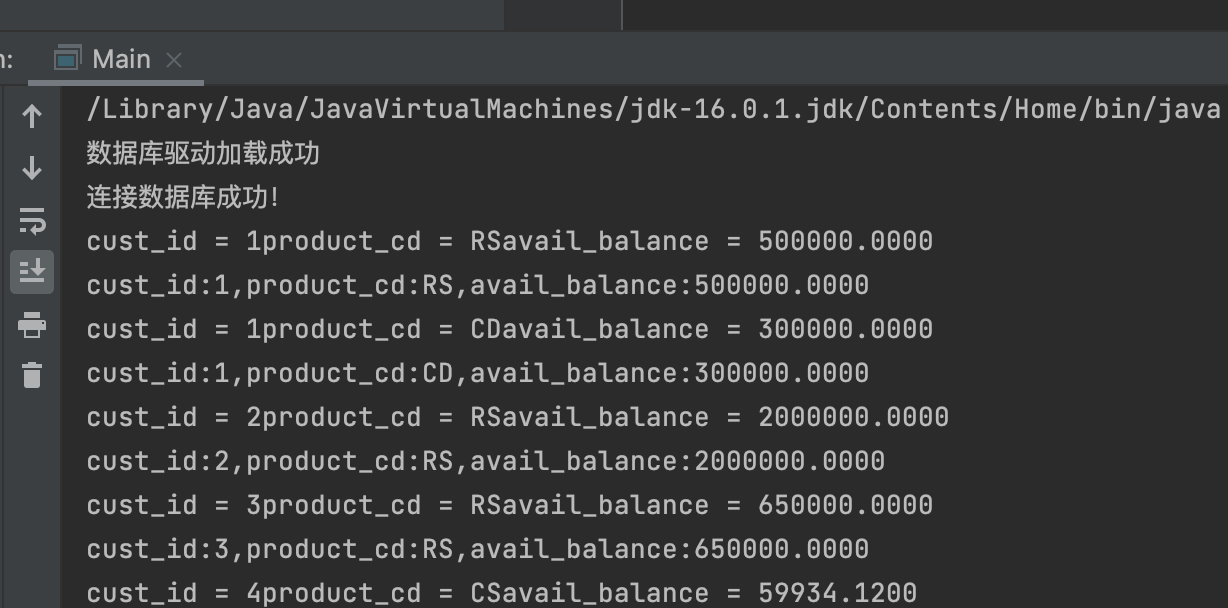 n:
Main
/Library/Java/JavaVirtualMachines/jdk-16.0.1.jdk/Contents/Home/bin/java
数据库驱动加载成功
连接数据库成功!
cust_id = 1product_cd = RSavail_balance = 500000.0000
cust_id:1,product_cd:RS,avail_balance:500000.0000
cust_id = 1product_cd = CDavail_balance = 300000.0000
cust_id:1,product_cd:CD,avail_balance:300000.0000
cust_id = 2product_cd = RSavail_balance = 2000000.0000
cust_id:2,product_cd:RS,avail_balance:2000000.0000
cust_id = 3product_cd = RSavail_balance = 650000.0000
cust_id:3,product_cd:RS,avail_balance:650000.0000
cust_id = 4product_cd = CSavail_balance = 59934.1200